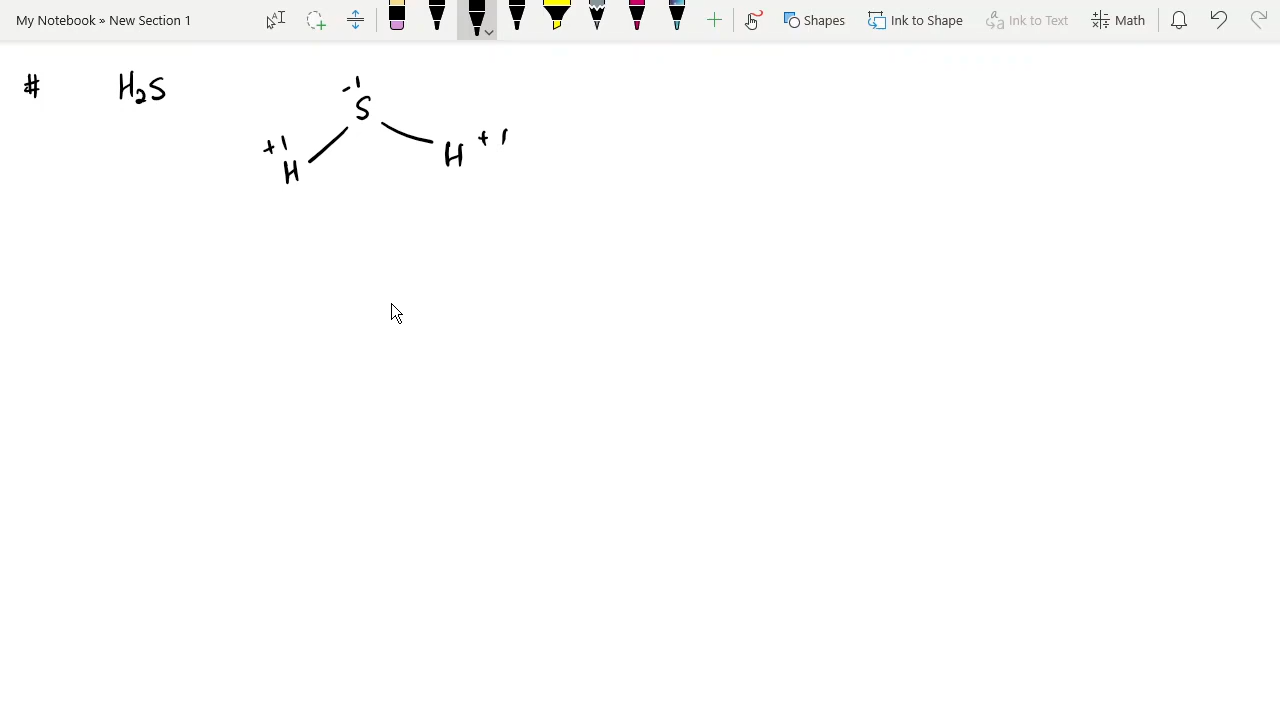 My Notebook » New Section 1
Shapes
Ink to Shape
Ink to Text
Math
# H₂S
-1
S
+1
H
H +1